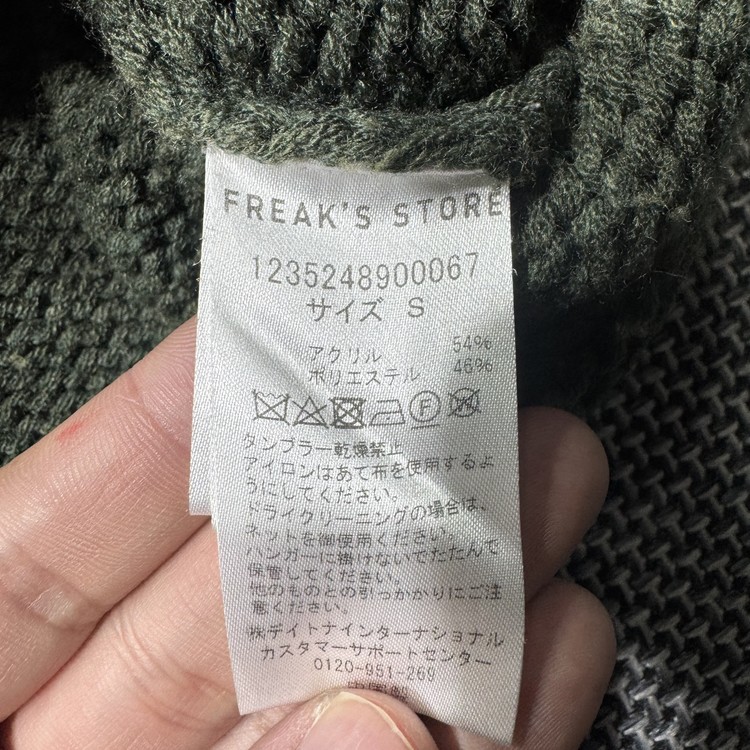 FREAK'S STORE
1235248900067
サイズ S
アクリル 54%
ポリエステル 46%
F
タンブラー乾燥禁止
アイロンはあて布を使用するよ
うにしてください。
ドライクリーニングの場合は、
ネットを御使用ください。
ハンガーに掛けないでたたんで
保管してください。
他のものとの引っかかりにご注
意ください。
㈱デイトナインターナショナル
カスタマーサポートセンター
0120-951-269
中国製